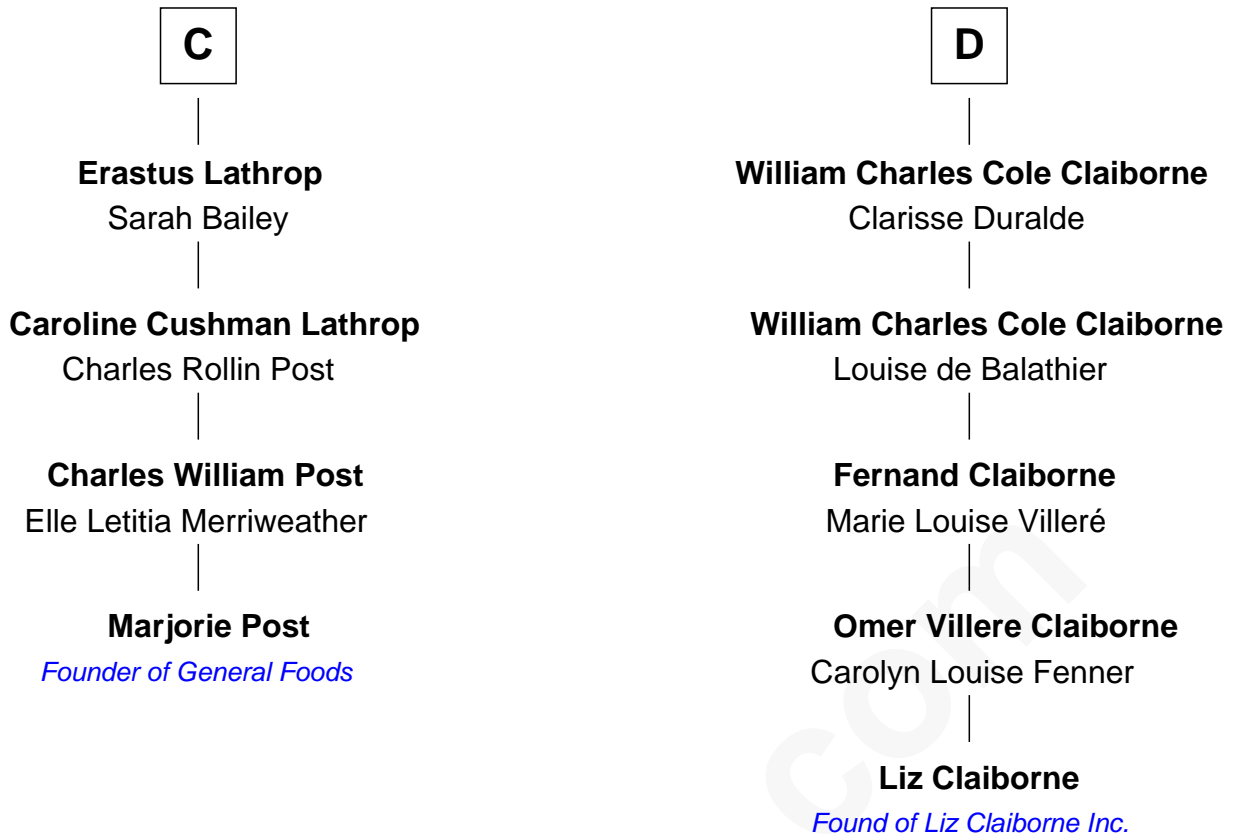 C
Erastus Lathrop
Sarah Bailey
Caroline Cushman Lathrop
Charles Rollin Post
Charles William Post
Elle Letitia Merriweather
Marjorie Post
Founder of General Foods
D
William Charles Cole Claiborne
Clarisse Duralde
William Charles Cole Claiborne
Louise de Balathier
Fernand Claiborne
Marie Louise Villeré
Omer Villere Claiborne
Carolyn Louise Fenner
Liz Claiborne
Found of Liz Claiborne Inc.
com